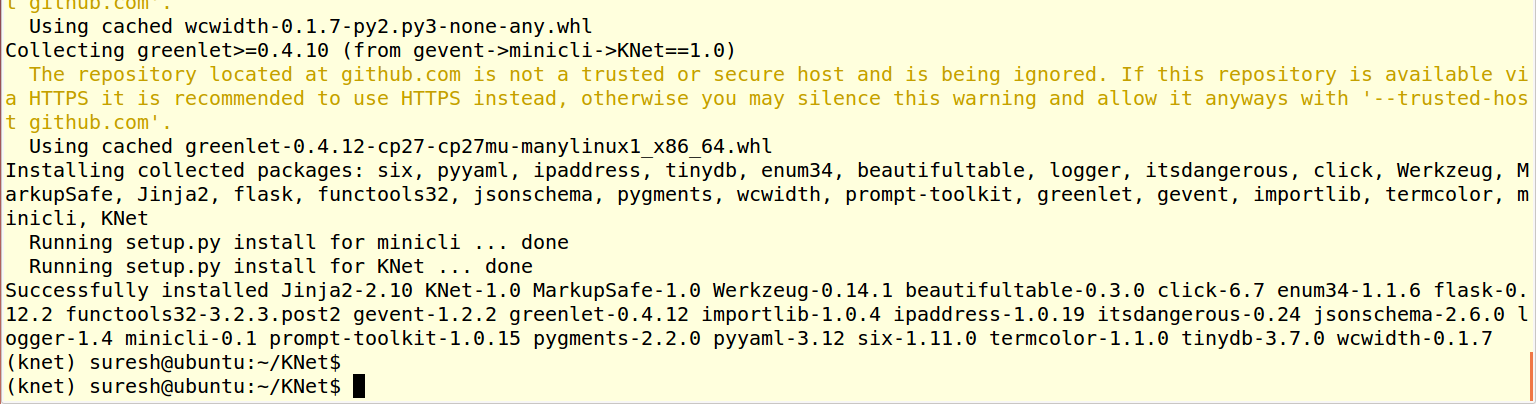 t github.com'.
  Using cached wcwidth-0.1.7-py2.py3-none-any.whl
Collecting greenlet>=0.4.10 (from gevent->minicli->KNet==1.0)
  The repository located at github.com is not a trusted or secure host and is being ignored. If this repository is available vi
a HTTPS it is recommended to use HTTPS instead, otherwise you may silence this warning and allow it anyways with '--trusted-hos
t github.com'.
  Using cached greenlet-0.4.12-cp27-cp27mu-manylinux1_x86_64.whl
Installing collected packages: six, pyyaml, ipaddress, tinydb, enum34, beautifultable, logger, itsdangerous, click, Werkzeug, M
arkupSafe, Jinja2, flask, functools32, jsonschema, pygments, wcwidth, prompt-toolkit, greenlet, gevent, importlib, termcolor, m
inicli, KNet
  Running setup.py install for minicli ... done
  Running setup.py install for KNet ... done
Successfully installed Jinja2-2.10 KNet-1.0 MarkupSafe-1.0 Werkzeug-0.14.1 beautifultable-0.3.0 click-6.7 enum34-1.1.6 flask-0.
12.2 functools32-3.2.3.post2 gevent-1.2.2 greenlet-0.4.12 importlib-1.0.4 ipaddress-1.0.19 itsdangerous-0.24 jsonschema-2.6.0 l
ogger-1.4 minicli-0.1 prompt-toolkit-1.0.15 pygments-2.2.0 pyyaml-3.12 six-1.11.0 termcolor-1.1.0 tinydb-3.7.0 wcwidth-0.1.7
(knet) suresh@ubuntu:~/KNet$
(knet) suresh@ubuntu:~/KNet$